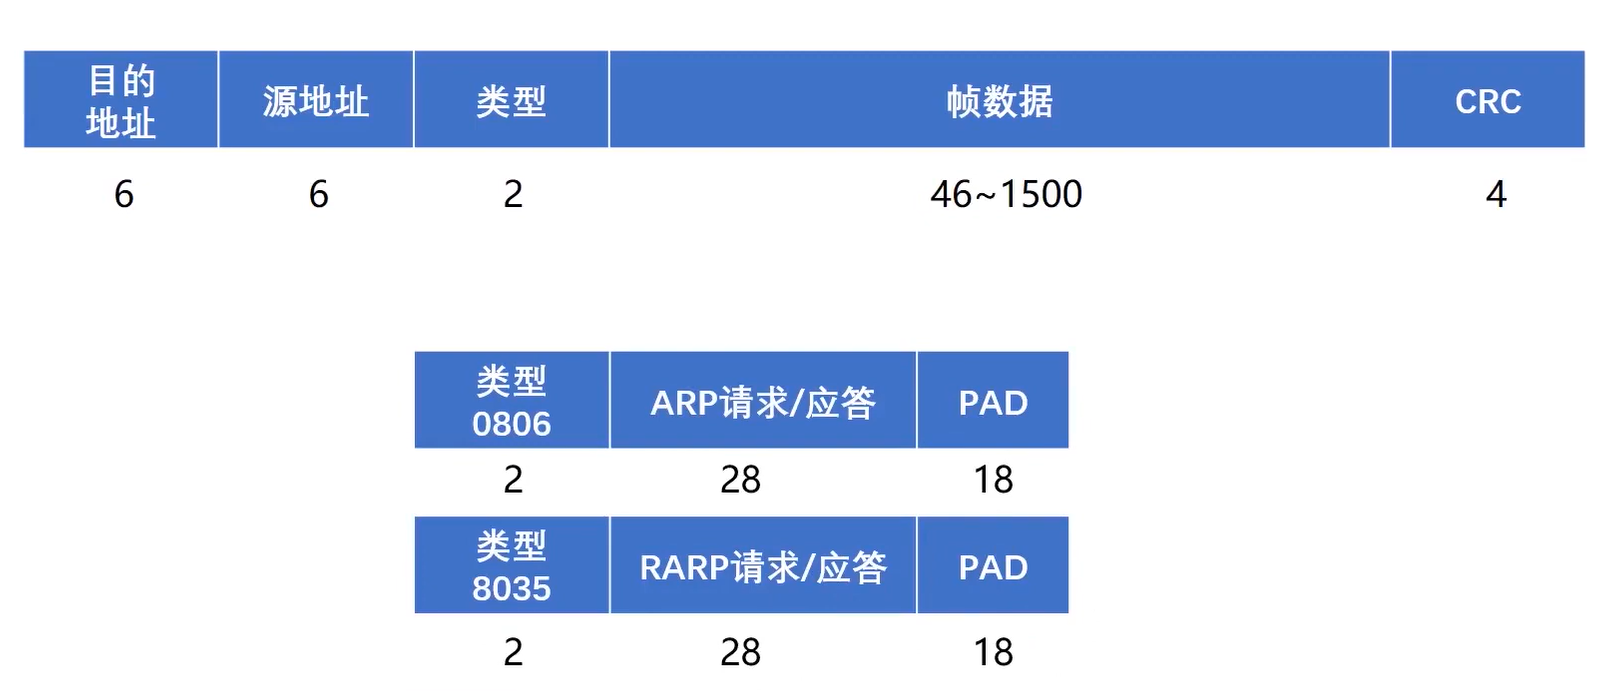 目的
地址
源地址
类型
帧数据
CRC
6
6
2
46~1500
4
类型
0806
ARP请求/应答
PAD
2
28
18
类型
8035
RARP请求/应答
PAD
2
28
18